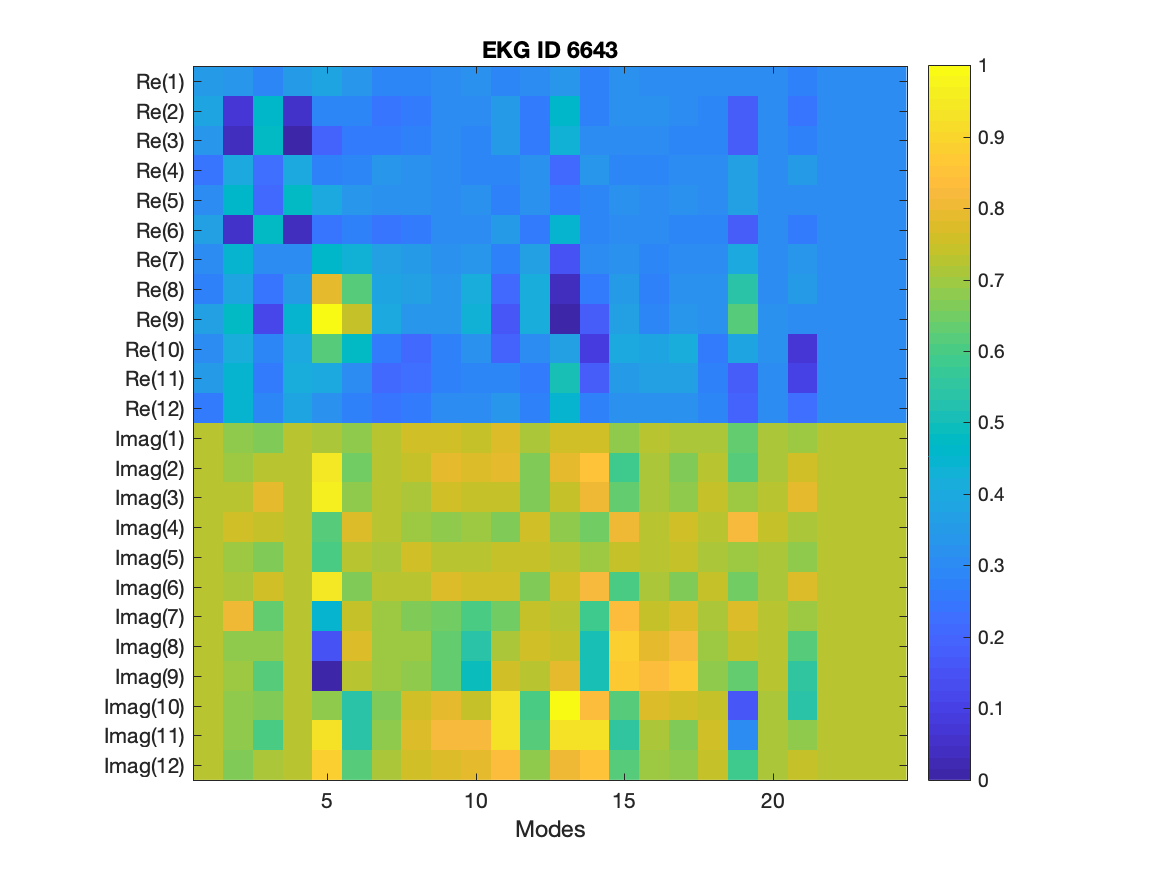 EKG ID 6643
Re(1)
Re(2)
Re(3)
Re(4)
Re(5)
Re(6)
Re(7)
Re(8)
Re(9)
Re(10)
Re(11)
Re(12)
Imag(1)
Imag(2)
Imag(3)
Imag(4)
Imag(5)
Imag(6)
Imag(7)
Imag(8)
Imag(9)
Imag(10)
Imag(11)
Imag(12)
5 10 15 20
Modes
1
0.9
0.8
0.7
0.6
0.5
0.4
0.3
0.2
0.1
0